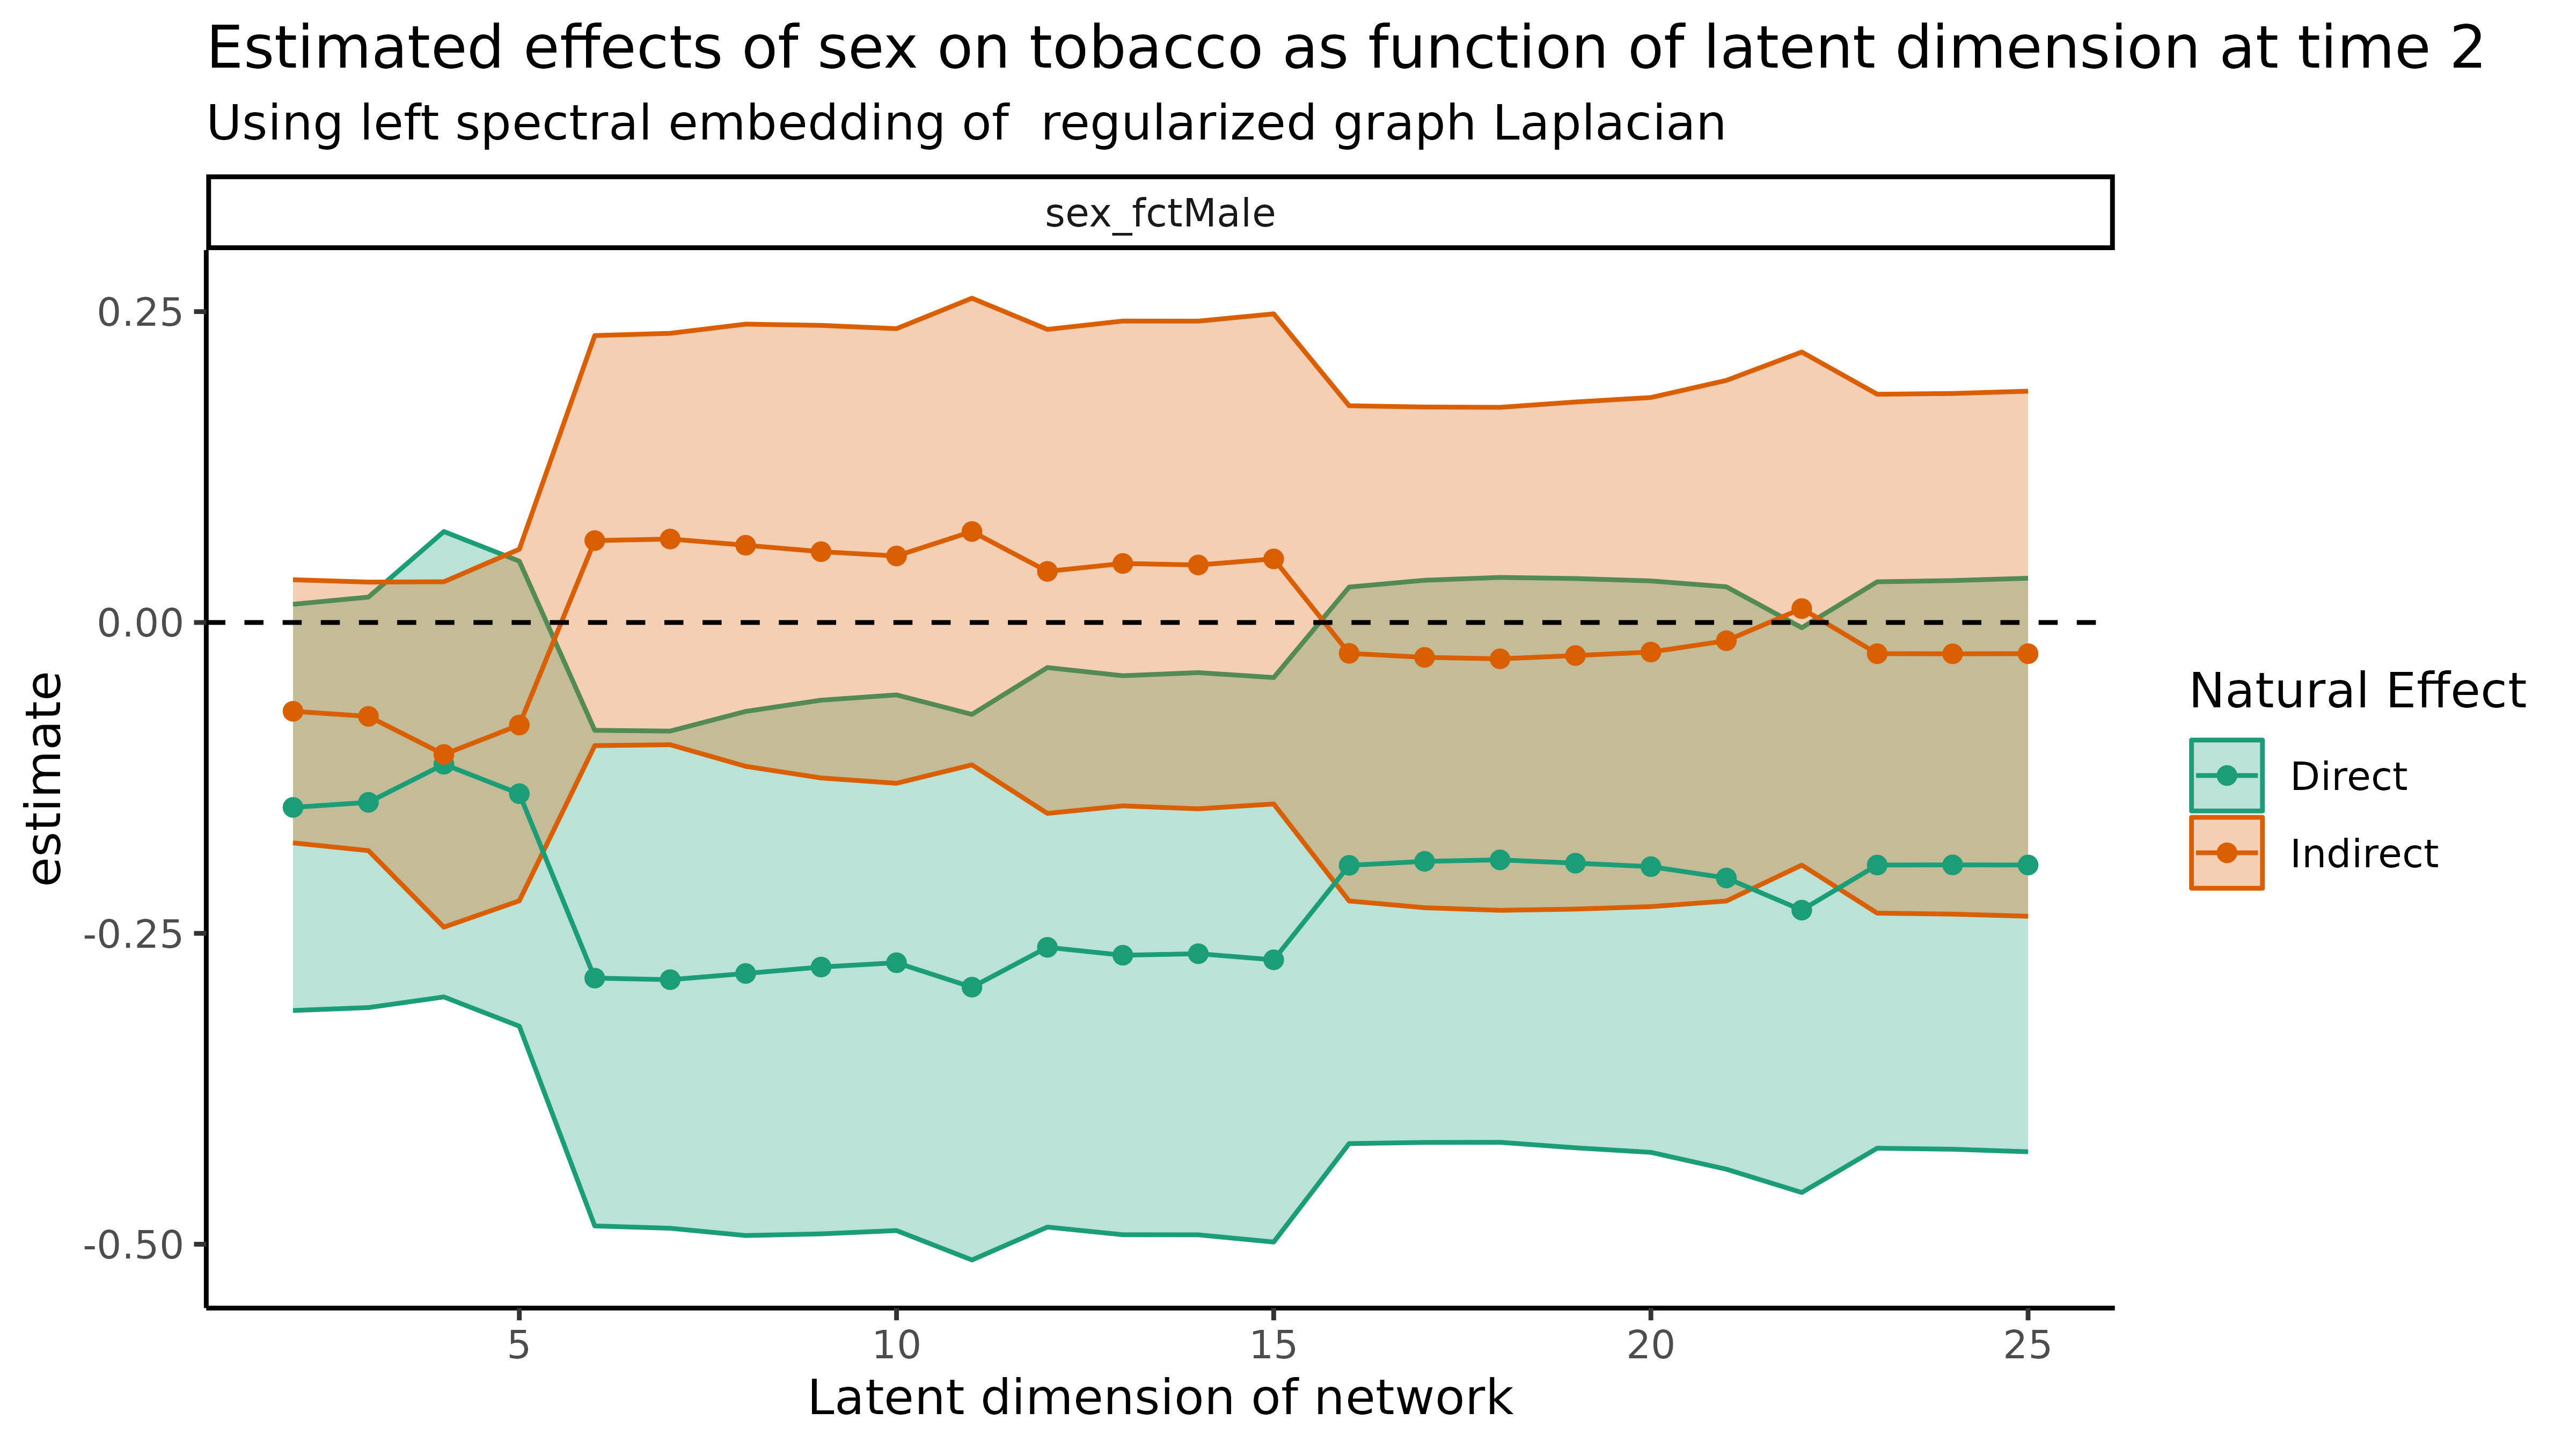 Estimated effects of sex on tobacco as function of latent dimension at time 2
Using left spectral embedding of  regularized graph Laplacian
sex_fctMale
0.25
0.00
-0.25
-0.50
estimate
5
10
15
20
25
Latent dimension of network
Natural Effect
Direct
Indirect